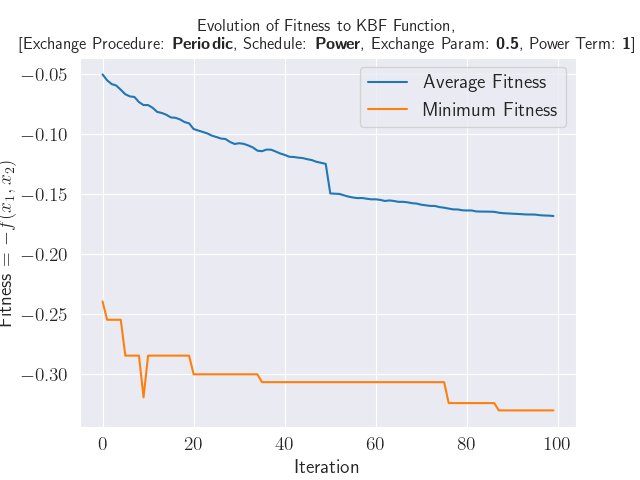 Evolution of Fitness to KBF Function,
[Exchange Procedure: Periodic, Schedule: Power, Exchange Param: 0.5, Power Term: 1]
−0.05
−0.10
−0.15
−0.20
−0.25
−0.30
Fitness = −f(x₁, x₂)
Average Fitness
Minimum Fitness
0 20 40 60 80 100
Iteration